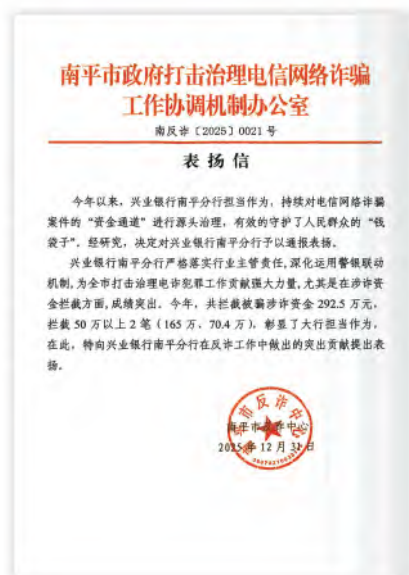 南平市政府打击治理电信网络诈骗
工作协调机制办公室
南反诈〔2025〕0021号
表扬信
今年以来，兴业银行南平分行担当作为，持续对电信网络诈骗
案件的“资金通道”进行源头治理，有效的守护了人民群众的“钱
袋子”。经研究，决定对兴业银行南平分行予以通报表扬。
兴业银行南平分行严格落实行业主管责任，深化运用警银联动
机制，为全市打击治理电诈犯罪工作贡献强大力量，尤其是在涉诈资
金拦截方面，成绩突出。今年，共拦截被骗涉诈资金292.5万元，
拦截50万以上2笔（165万、70.4万），彰显了大行担当作为，
在此，特向兴业银行南平分行在反诈工作中做出的突出贡献提出表
扬。
南平市反诈中心
2025年12月31日